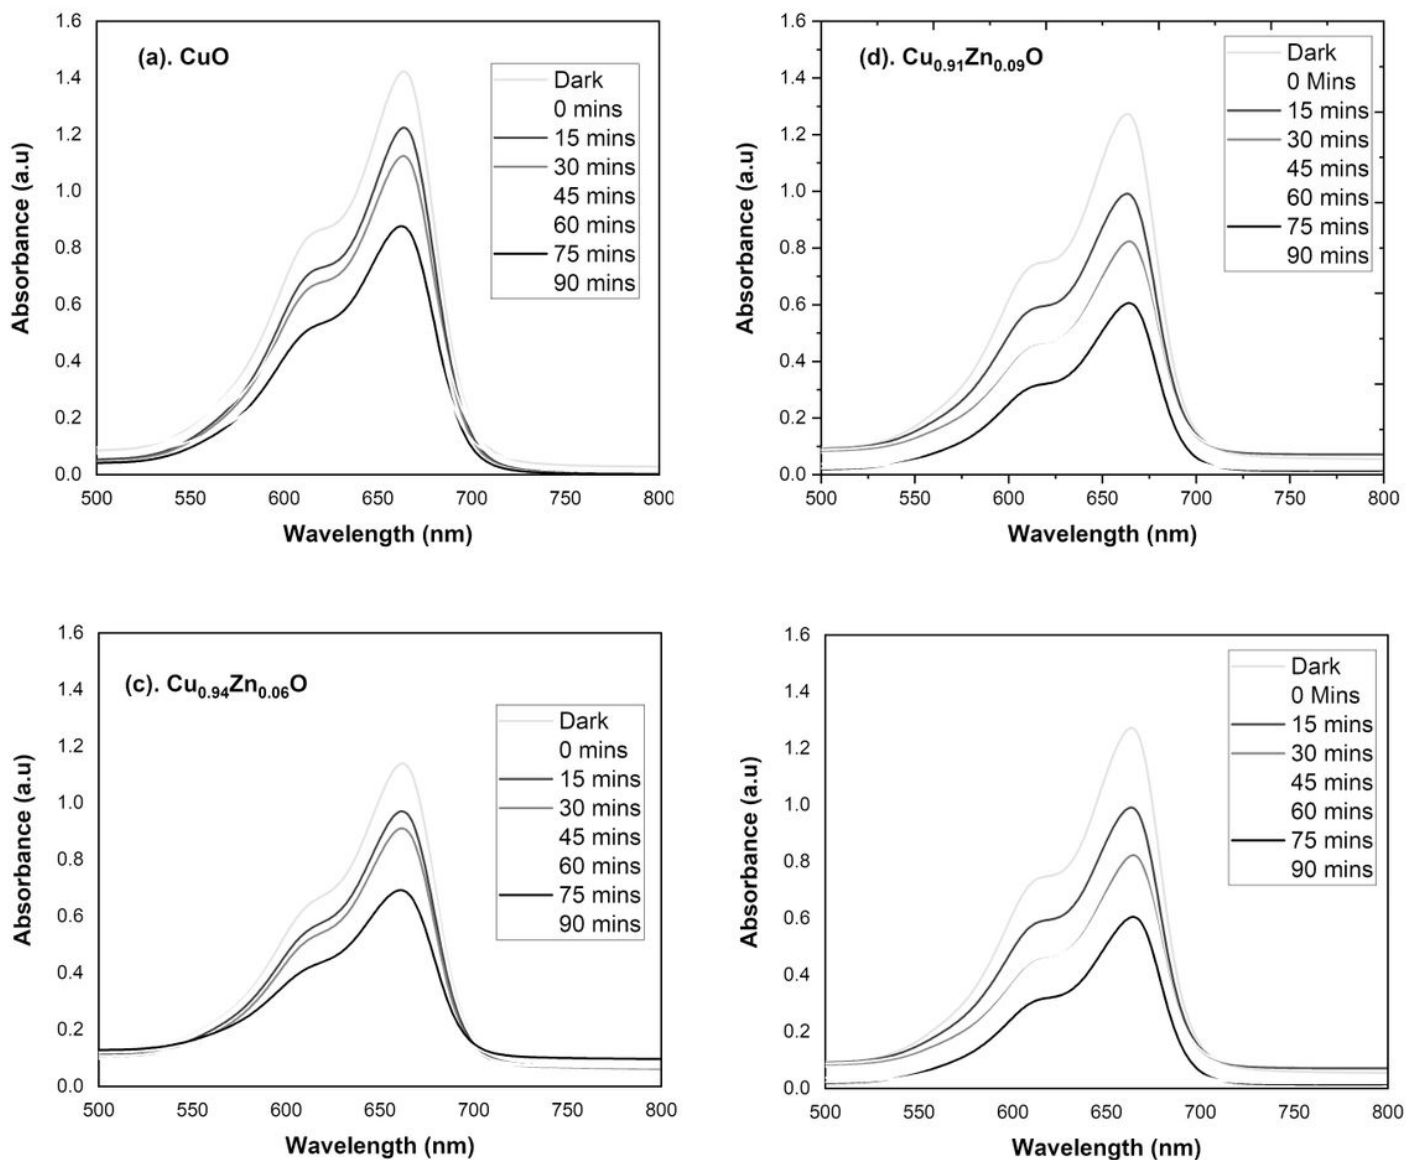 (a). CuO
Absorbance (a.u)
1.6
1.4
1.2
1.0
0.8
0.6
0.4
0.2
0.0
Dark
0 mins
15 mins
30 mins
45 mins
60 mins
75 mins
90 mins
500 550 600 650 700 750 800
Wavelength (nm)
(d). Cu0.91Zn0.09O
Absorbance (a.u)
1.6
1.4
1.2
1.0
0.8
0.6
0.4
0.2
0.0
Dark
0 Mins
15 mins
30 mins
45 mins
60 mins
75 mins
90 mins
500 550 600 650 700 750 800
Wavelength (nm)
(c). Cu0.94Zn0.06O
Absorbance (a.u)
1.6
1.4
1.2
1.0
0.8
0.6
0.4
0.2
0.0
Dark
0 mins
15 mins
30 mins
45 mins
60 mins
75 mins
90 mins
500 550 600 650 700 750 800
Wavelength (nm)
Absorbance (a.u)
1.6
1.4
1.2
1.0
0.8
0.6
0.4
0.2
0.0
Dark
0 Mins
15 mins
30 mins
45 mins
60 mins
75 mins
90 mins
500 550 600 650 700 750 800
Wavelength (nm)